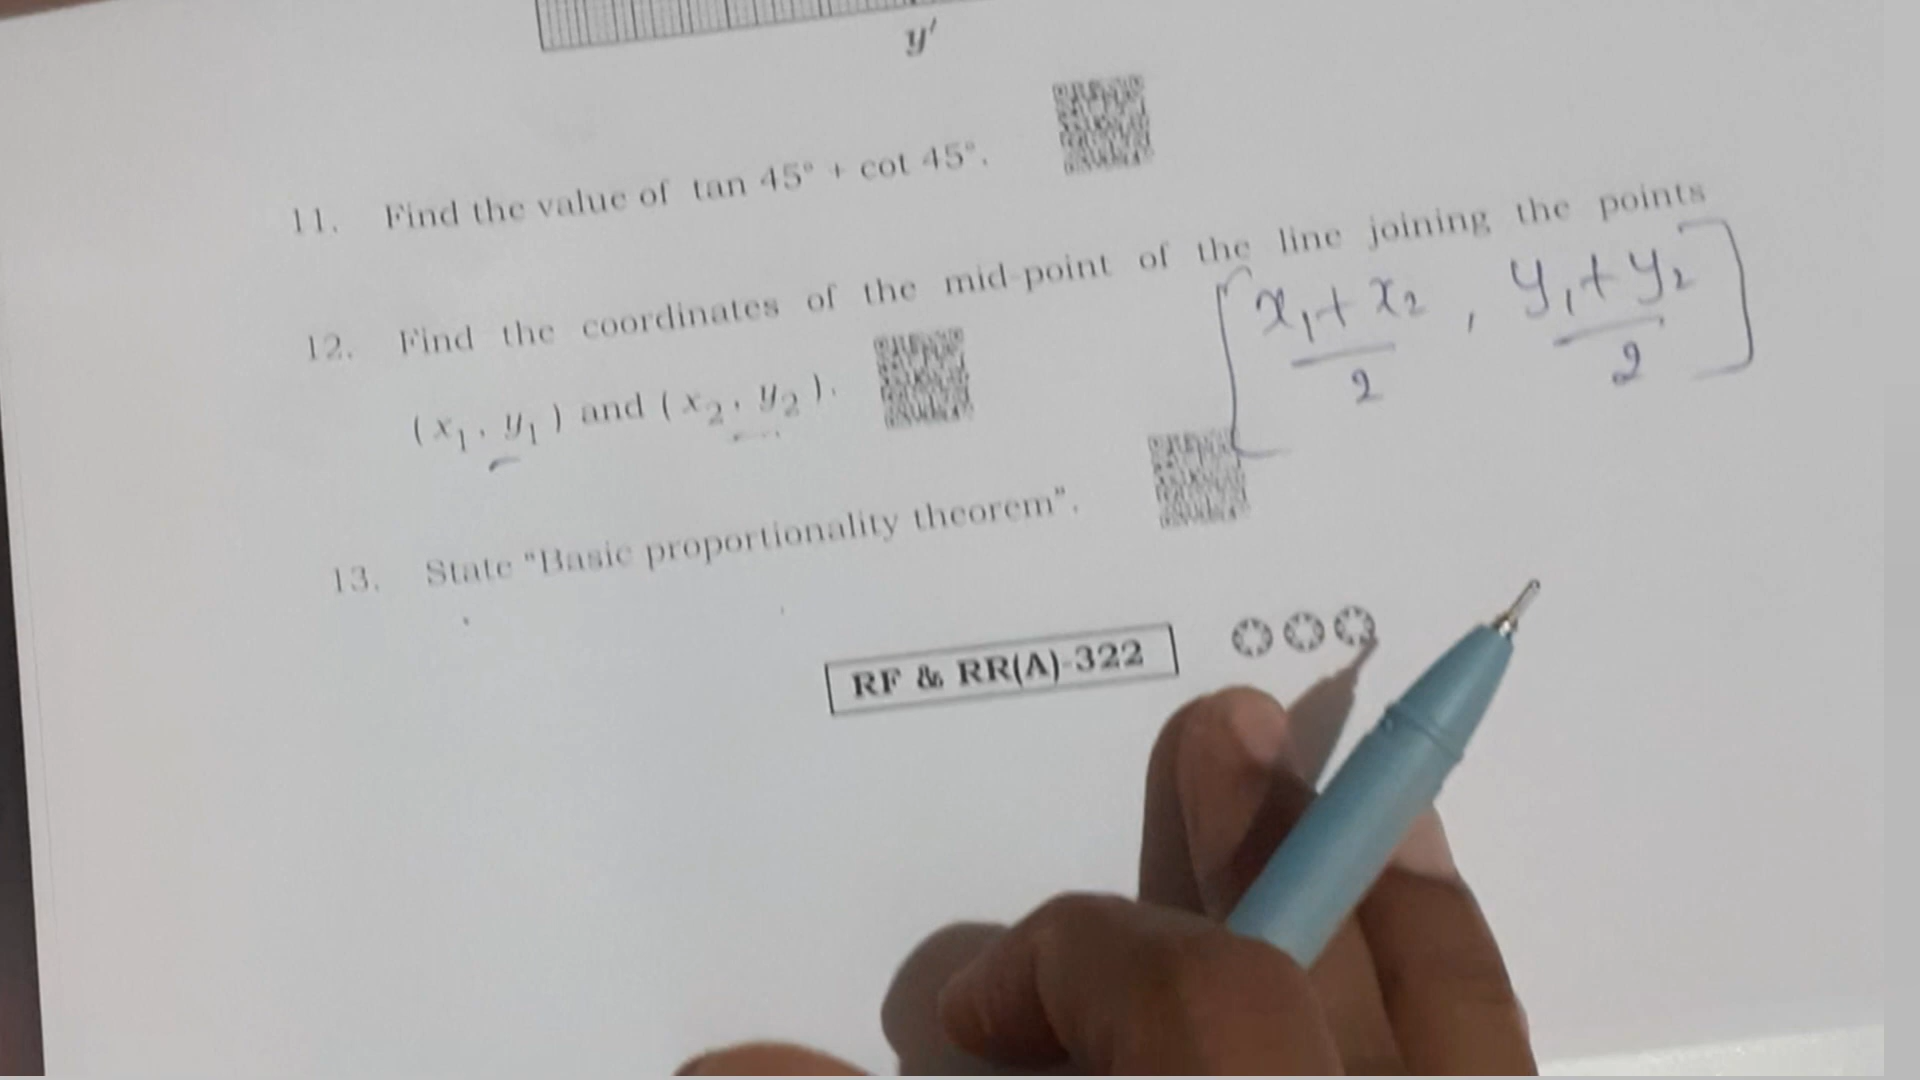 y′
11. Find the value of tan 45° + cot 45°.
12. Find the coordinates of the mid-point of the line joining the points
(x₁, y₁) and (x₂, y₂).
[x₁ + x₂ / 2 , y₁ + y₂ / 2]
13. State "Basic proportionality theorem".
RF & RR(A)-322